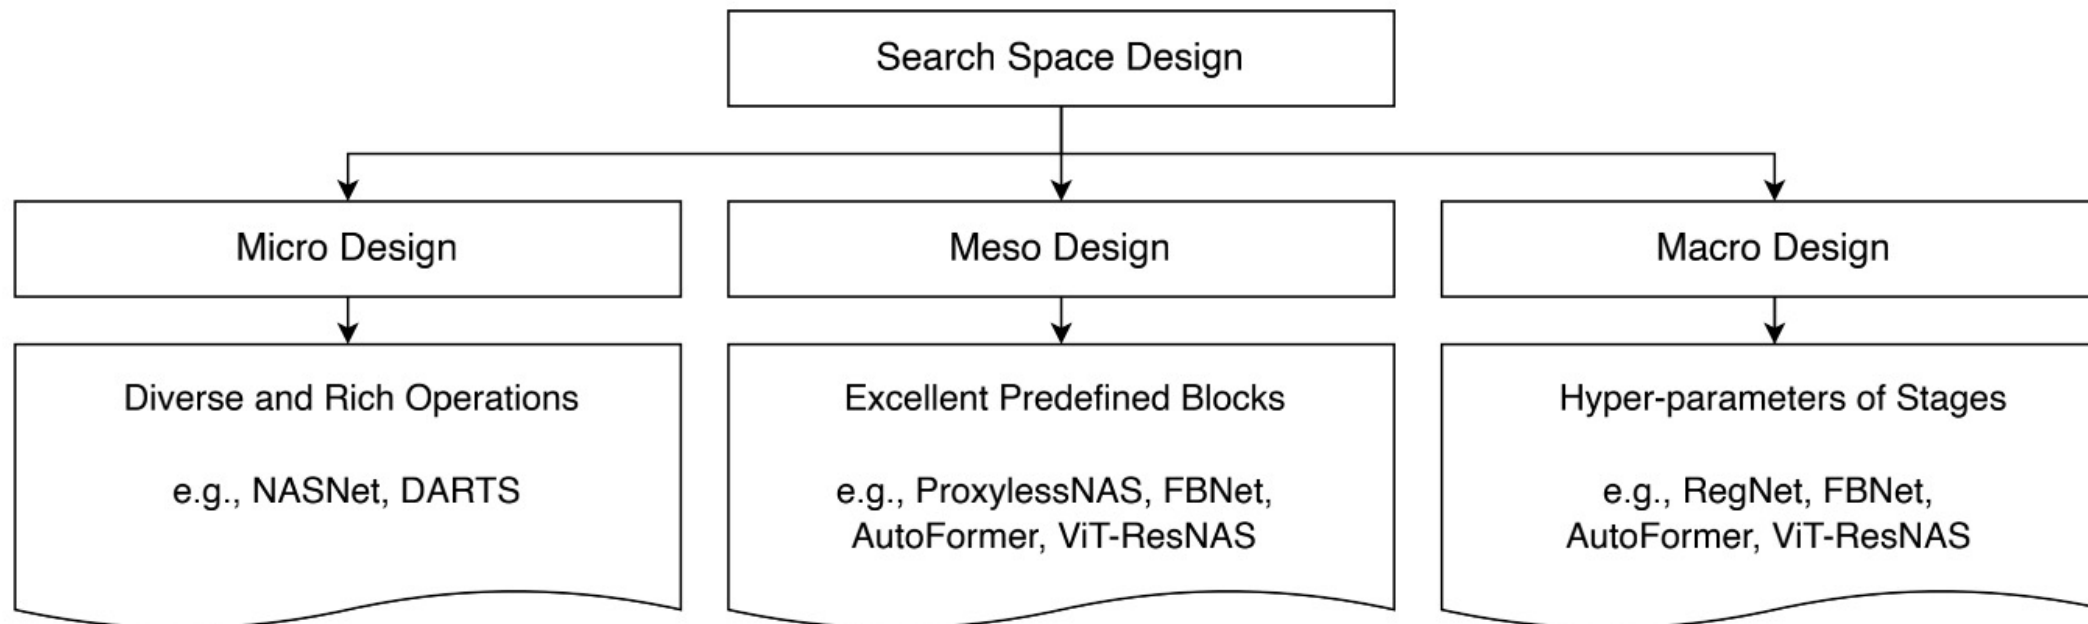 Search Space Design
Micro Design
Meso Design
Macro Design
Diverse and Rich Operations
e.g., NASNet, DARTS
Excellent Predefined Blocks
e.g., ProxylessNAS, FBNet,
AutoFormer, ViT-ResNAS
Hyper-parameters of Stages
e.g., RegNet, FBNet,
AutoFormer, ViT-ResNAS